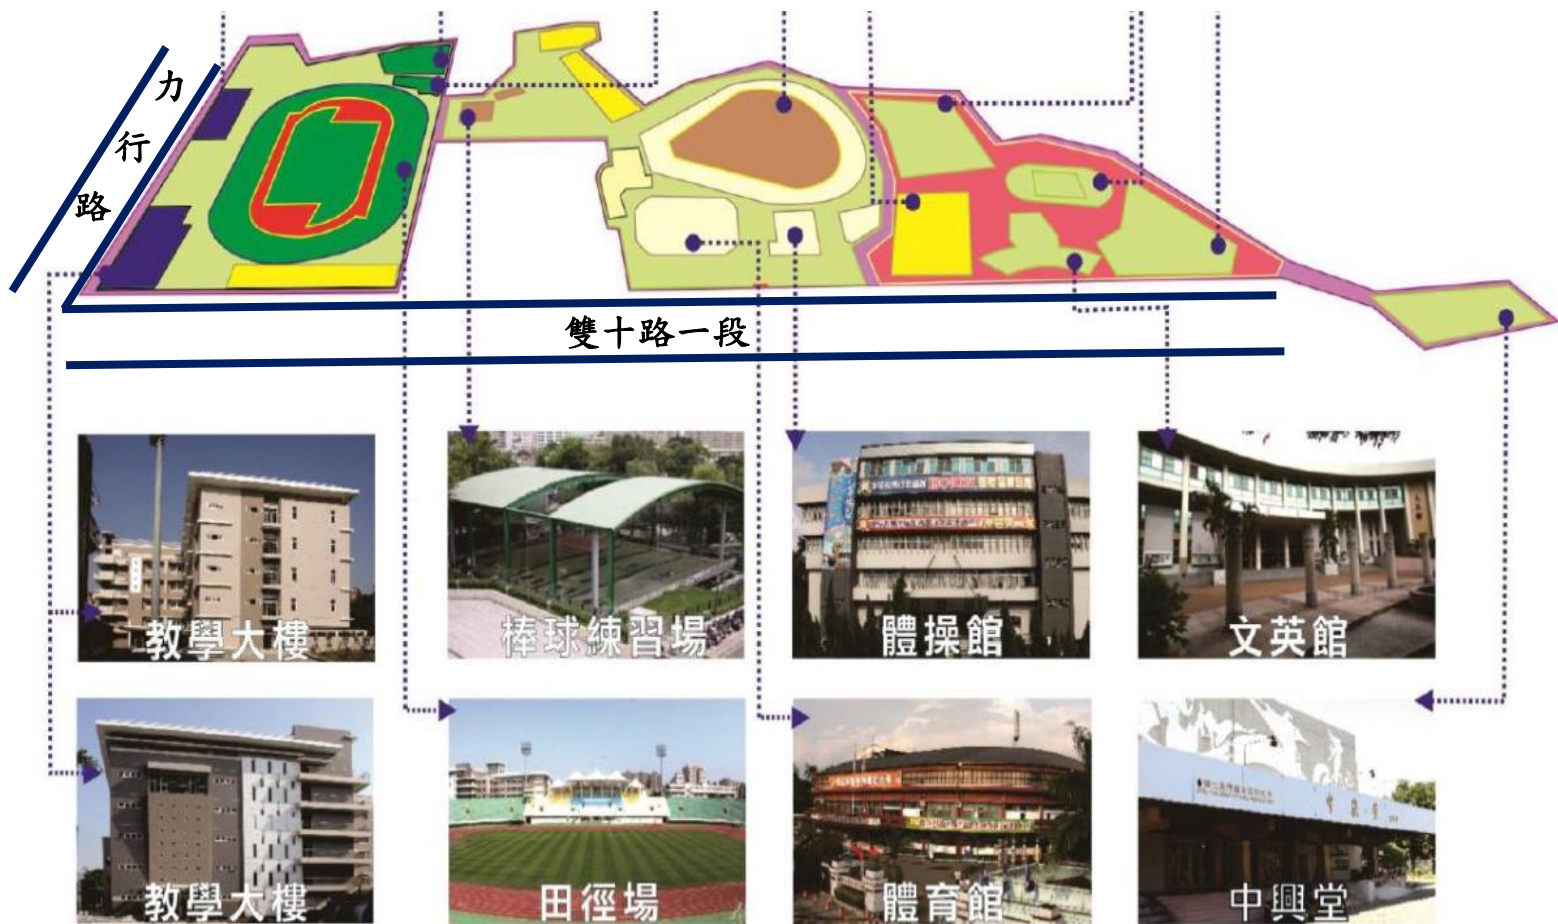 力
行
路
雙十路一段
教學大樓
棒球練習場
體操館
文英館
教學大樓
田徑場
體育館
中興堂